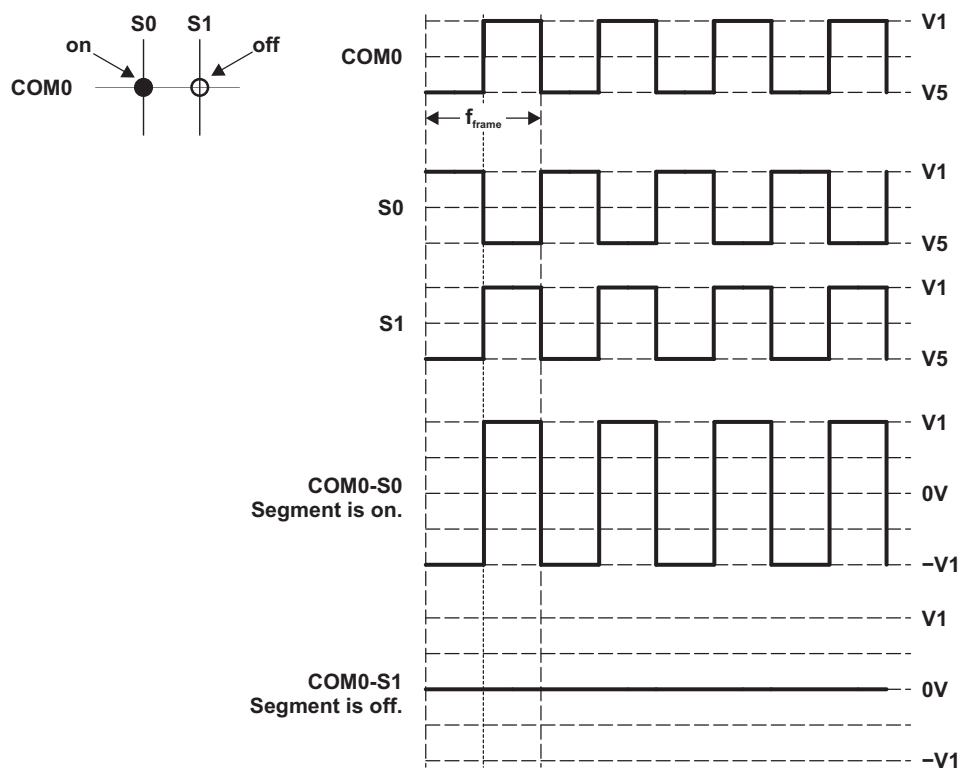 S0 S1
on off
COM0
COM0
V1
V5
fframe
S0
V1
V5
S1
V1
V5
COM0-S0
Segment is on.
V1
0V
−V1
COM0-S1
Segment is off.
V1
0V
−V1